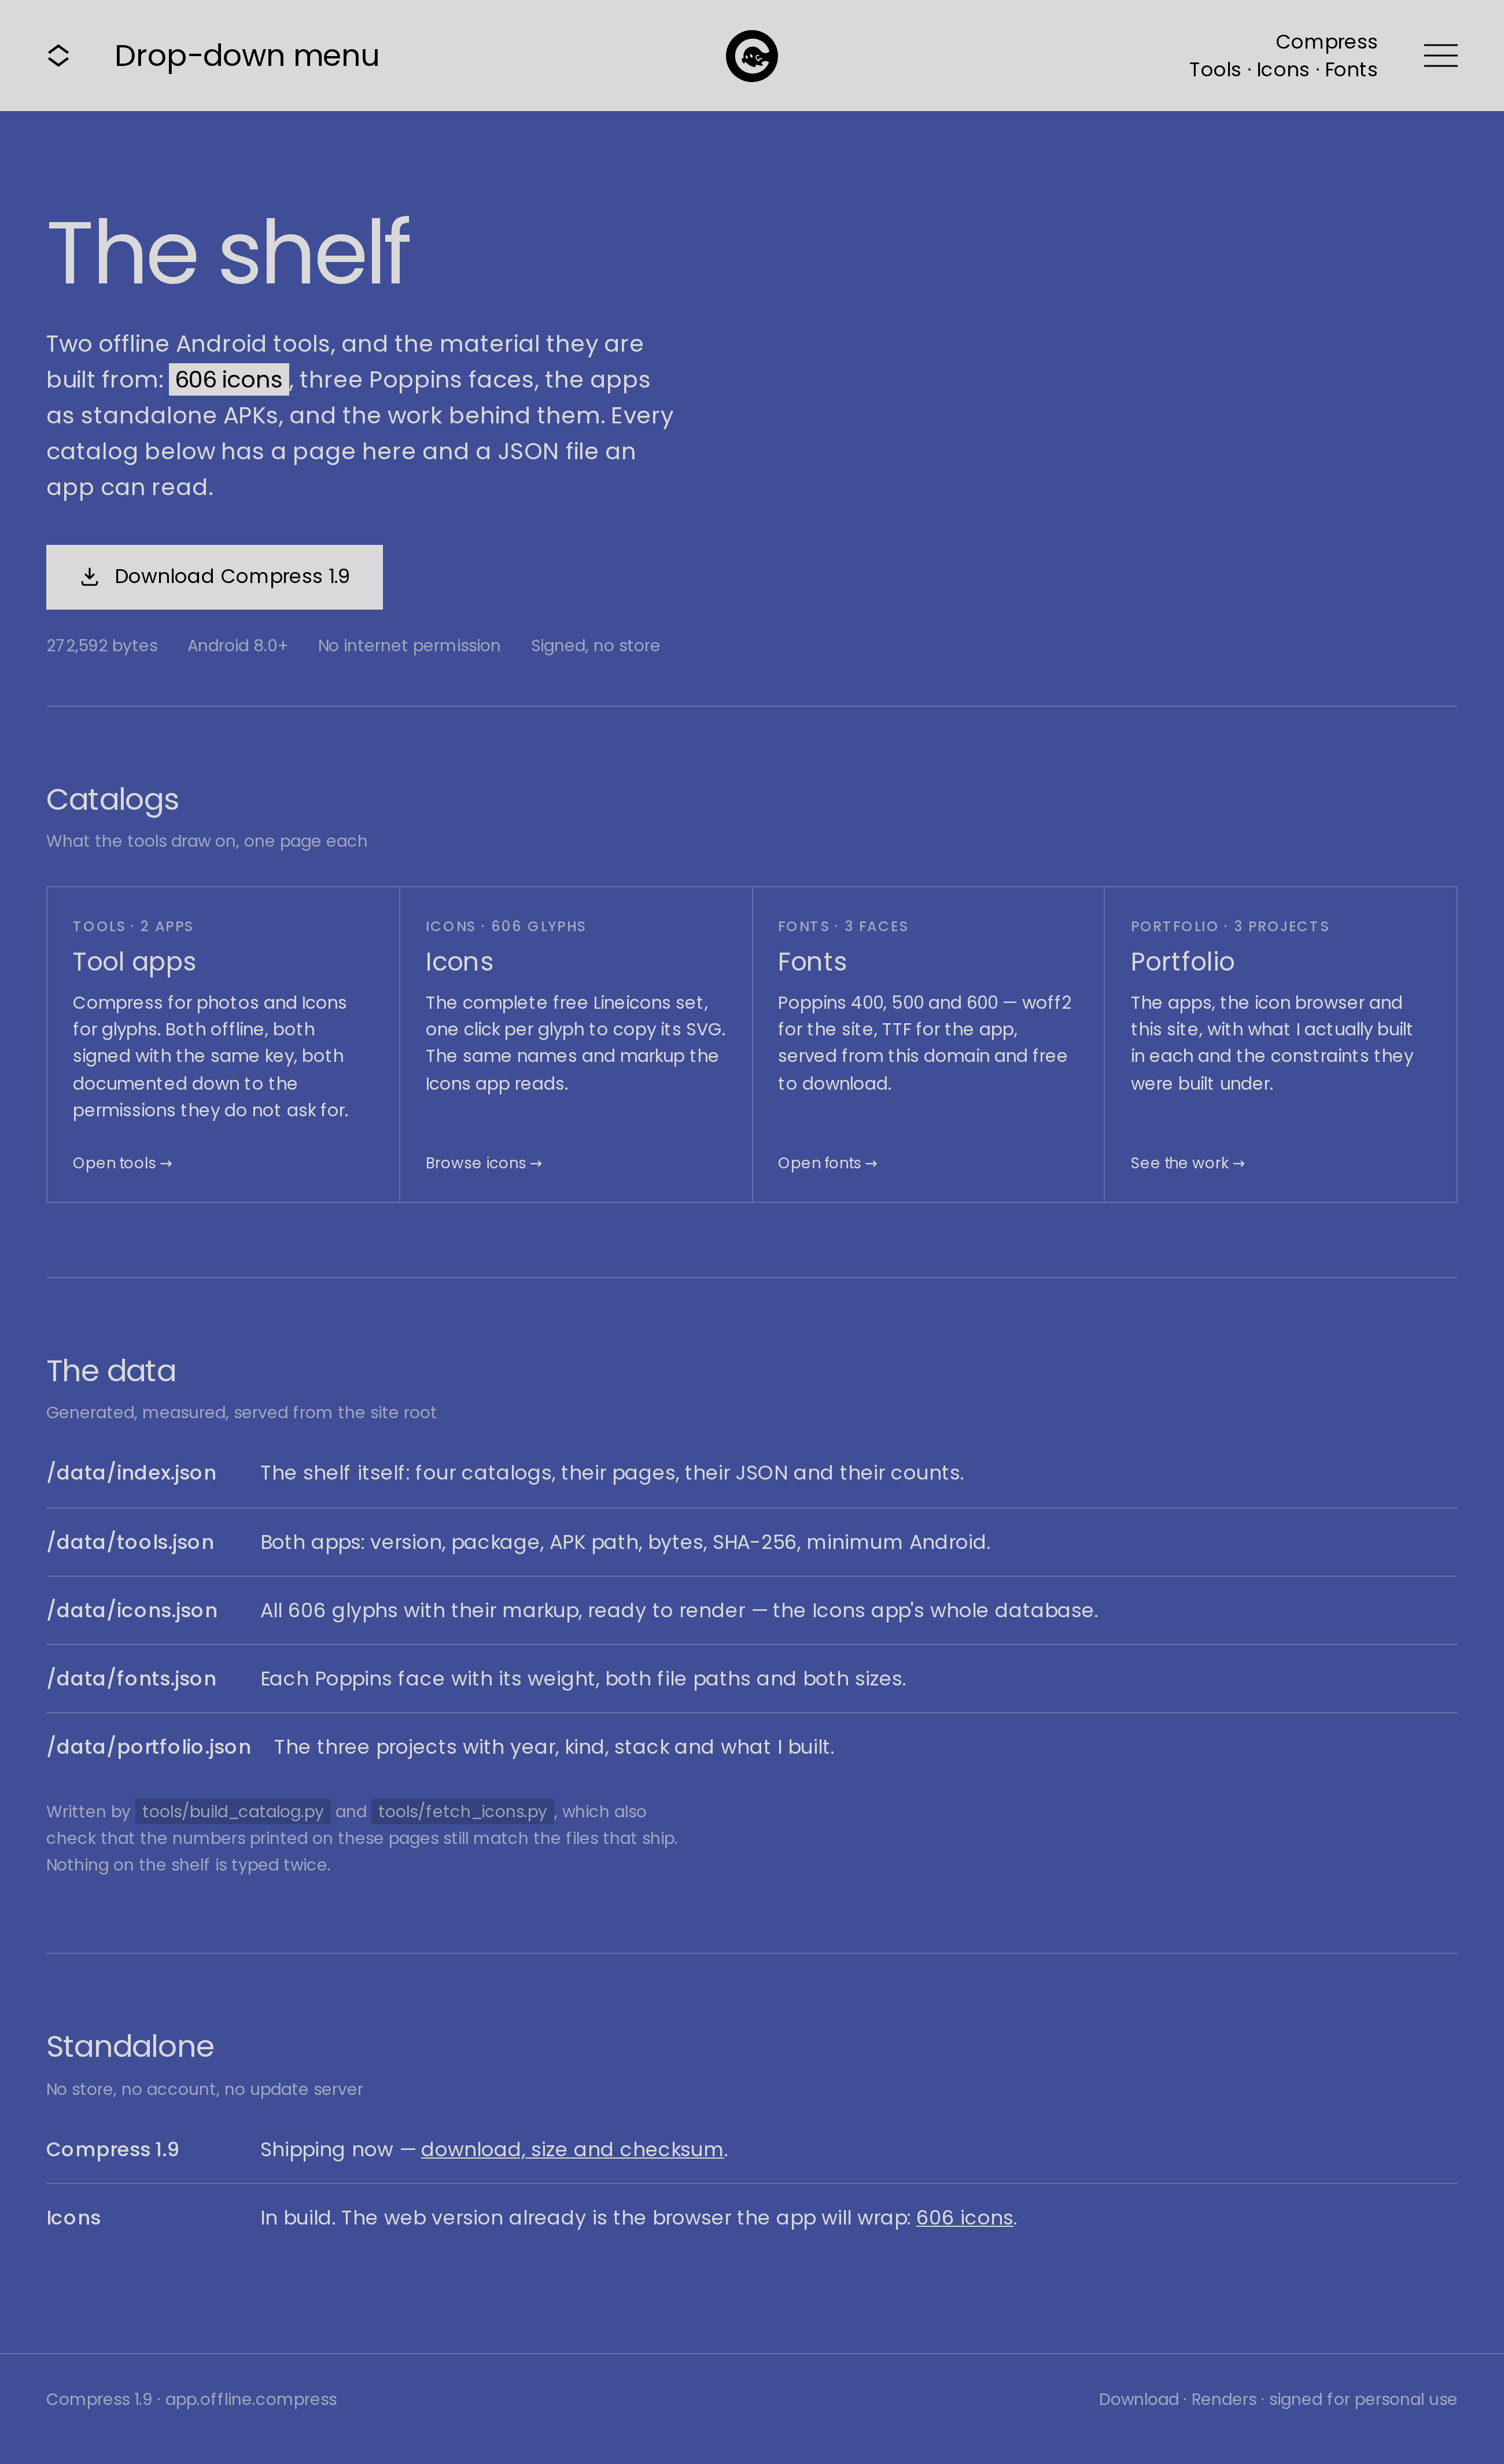 Drop-down menu
Compress
Tools · Icons · Fonts
The shelf
Two offline Android tools, and the material they are
built from: 606 icons, three Poppins faces, the apps
as standalone APKs, and the work behind them. Every
catalog below has a page here and a JSON file an
app can read.
Download Compress 1.9
272,592 bytes Android 8.0+ No internet permission Signed, no store
Catalogs
What the tools draw on, one page each
TOOLS · 2 APPS
Tool apps
Compress for photos and Icons
for glyphs. Both offline, both
signed with the same key, both
documented down to the
permissions they do not ask for.
Open tools →
ICONS · 606 GLYPHS
Icons
The complete free Lineicons set,
one click per glyph to copy its SVG.
The same names and markup the
Icons app reads.
Browse icons →
FONTS · 3 FACES
Fonts
Poppins 400, 500 and 600 — woff2
for the site, TTF for the app,
served from this domain and free
to download.
Open fonts →
PORTFOLIO · 3 PROJECTS
Portfolio
The apps, the icon browser and
this site, with what I actually built
in each and the constraints they
were built under.
See the work →
The data
Generated, measured, served from the site root
/data/index.json The shelf itself: four catalogs, their pages, their JSON and their counts.
/data/tools.json Both apps: version, package, APK path, bytes, SHA-256, minimum Android.
/data/icons.json All 606 glyphs with their markup, ready to render — the Icons app's whole database.
/data/fonts.json Each Poppins face with its weight, both file paths and both sizes.
/data/portfolio.json The three projects with year, kind, stack and what I built.
Written by tools/build_catalog.py and tools/fetch_icons.py, which also
check that the numbers printed on these pages still match the files that ship.
Nothing on the shelf is typed twice.
Standalone
No store, no account, no update server
Compress 1.9 Shipping now — download, size and checksum.
Icons In build. The web version already is the browser the app will wrap: 606 icons.
Compress 1.9 · app.offline.compress
Download · Renders · signed for personal use